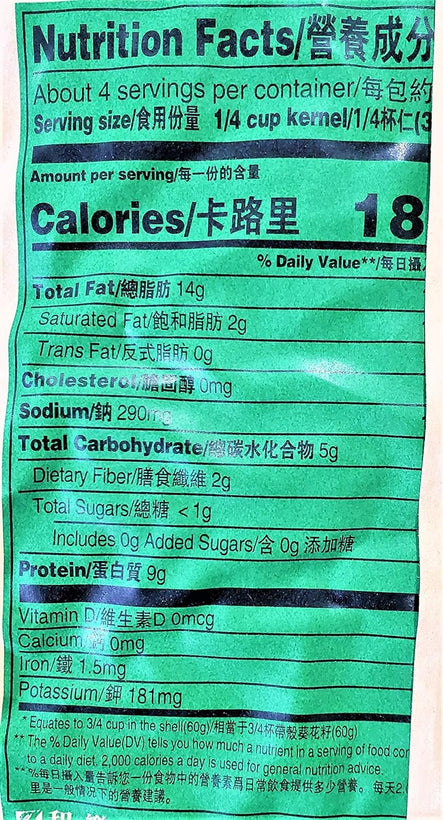 Nutrition Facts/營養成分
About 4 servings per container/每包約
Serving size/食用份量 1/4 cup kernel/1/4杯仁(3
Amount per serving/每一份的含量
Calories/卡路里 18
% Daily Value**/每日攝入
Total Fat/總脂肪 14g
Saturated Fat/飽和脂肪 2g
Trans Fat/反式脂肪 0g
Cholesterol/膽固醇 0mg
Sodium/鈉 290mg
Total Carbohydrate/總碳水化合物 5g
Dietary Fiber/膳食纖維 2g
Total Sugars/總糖 <1g
Includes 0g Added Sugars/含 0g 添加糖
Protein/蛋白質 9g
Vitamin D/維生素D 0mcg
Calcium/鈣 0mg
Iron/鐵 1.5mg
Potassium/鉀 181mg
* Equates to 3/4 cup in the shell(60g)/相當于3/4杯帶殼葵花籽(60g)
** The % Daily Value(DV) tells you how much a nutrient in a serving of food con
to a daily diet. 2,000 calories a day is used for general nutrition advice.
** %每日攝入量告訴您一份食物中的營養素爲日常飲食提供多少營養。 每天2,
里是一般情况下的營養建議。